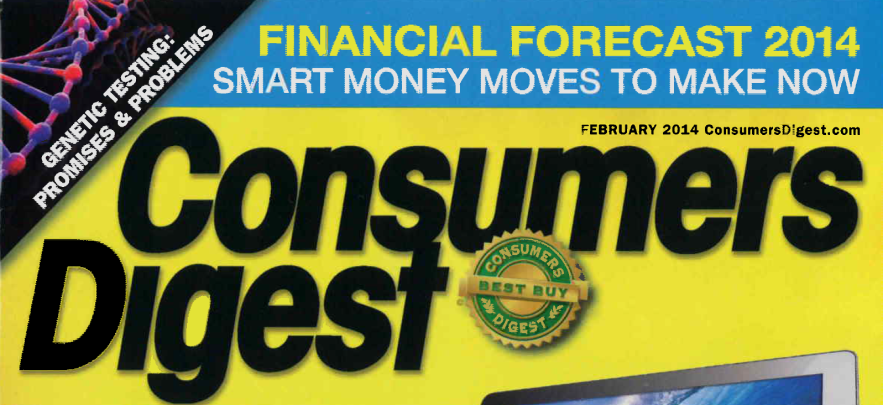 FINANCIAL FORECAST 2014
SMART MONEY MOVES TO MAKE NOW
GENETIC TESTING:
PROMISES & PROBLEMS
FEBRUARY 2014 ConsumersDigest.com
Consumers
Digest
CONSUMERS
BEST BUY
DIGEST